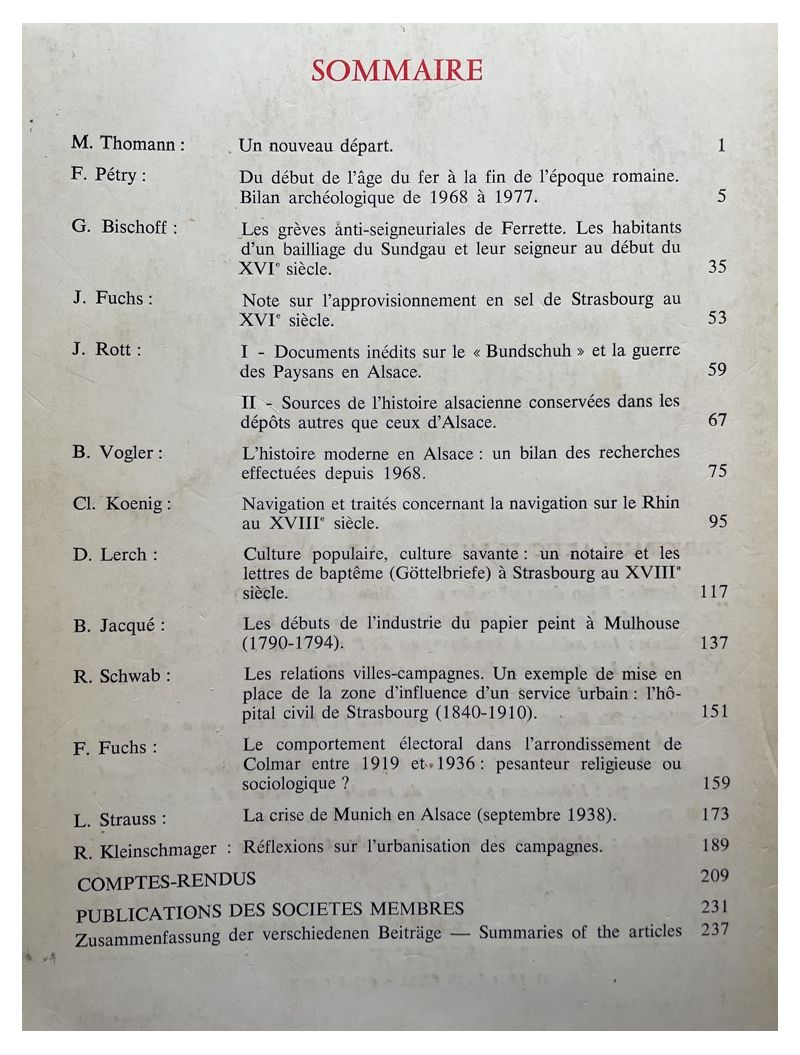 SOMMAIRE
M. Thomann : Un nouveau départ. 1
F. Pétry : Du début de l'âge du fer à la fin de l'époque romaine.
Bilan archéologique de 1968 à 1977. 5
G. Bischoff : Les grèves anti-seigneuriales de Ferrette. Les habitants
d'un bailliage du Sundgau et leur seigneur au début du
XVIe siècle. 35
J. Fuchs : Note sur l'approvisionnement en sel de Strasbourg au
XVIe siècle. 53
J. Rott : I - Documents inédits sur le « Bundschuh » et la guerre
des Paysans en Alsace. 59
II - Sources de l'histoire alsacienne conservées dans les
dépôts autres que ceux d'Alsace. 67
B. Vogler : L'histoire moderne en Alsace : un bilan des recherches
effectuées depuis 1968. 75
Cl. Koenig : Navigation et traités concernant la navigation sur le Rhin
au XVIIIe siècle. 95
D. Lerch : Culture populaire, culture savante : un notaire et les
lettres de baptême (Göttelbriefe) à Strasbourg au XVIIIe
siècle. 117
B. Jacqué : Les débuts de l'industrie du papier peint à Mulhouse
(1790-1794). 137
R. Schwab : Les relations villes-campagnes. Un exemple de mise en
place de la zone d'influence d'un service urbain : l'hô-
pital civil de Strasbourg (1840-1910). 151
F. Fuchs : Le comportement électoral dans l'arrondissement de
Colmar entre 1919 et 1936 : pesanteur religieuse ou
sociologique ? 159
L. Strauss : La crise de Munich en Alsace (septembre 1938). 173
R. Kleinschmager : Réflexions sur l'urbanisation des campagnes. 189
COMPTES-RENDUS 209
PUBLICATIONS DES SOCIETES MEMBRES 231
Zusammenfassung der verschiedenen Beiträge — Summaries of the articles 237